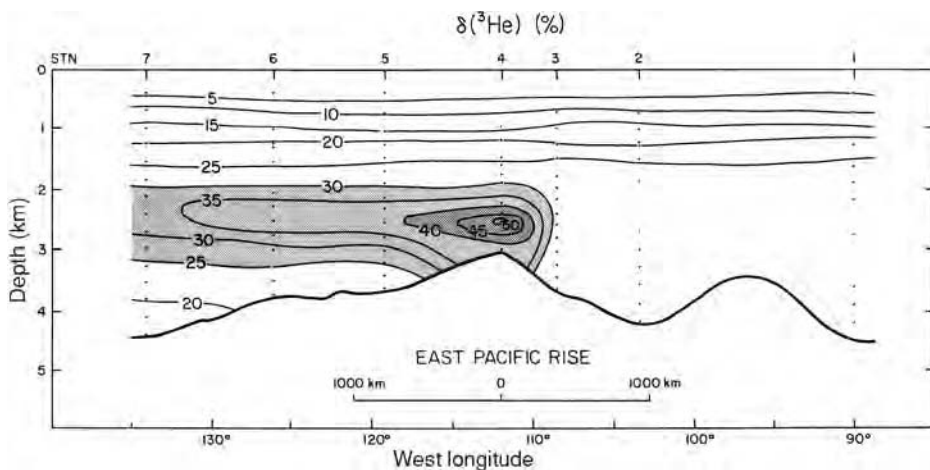 δ(³He) (%)
STN 7 6 5 4 3 2 1
0
5
10
1
15
20
25
2
30
35
40 45 50
3
30
25
4
20
5
EAST PACIFIC RISE
1000 km 0 1000 km
130° 120° 110° 100° 90°
West longitude
Depth (km)